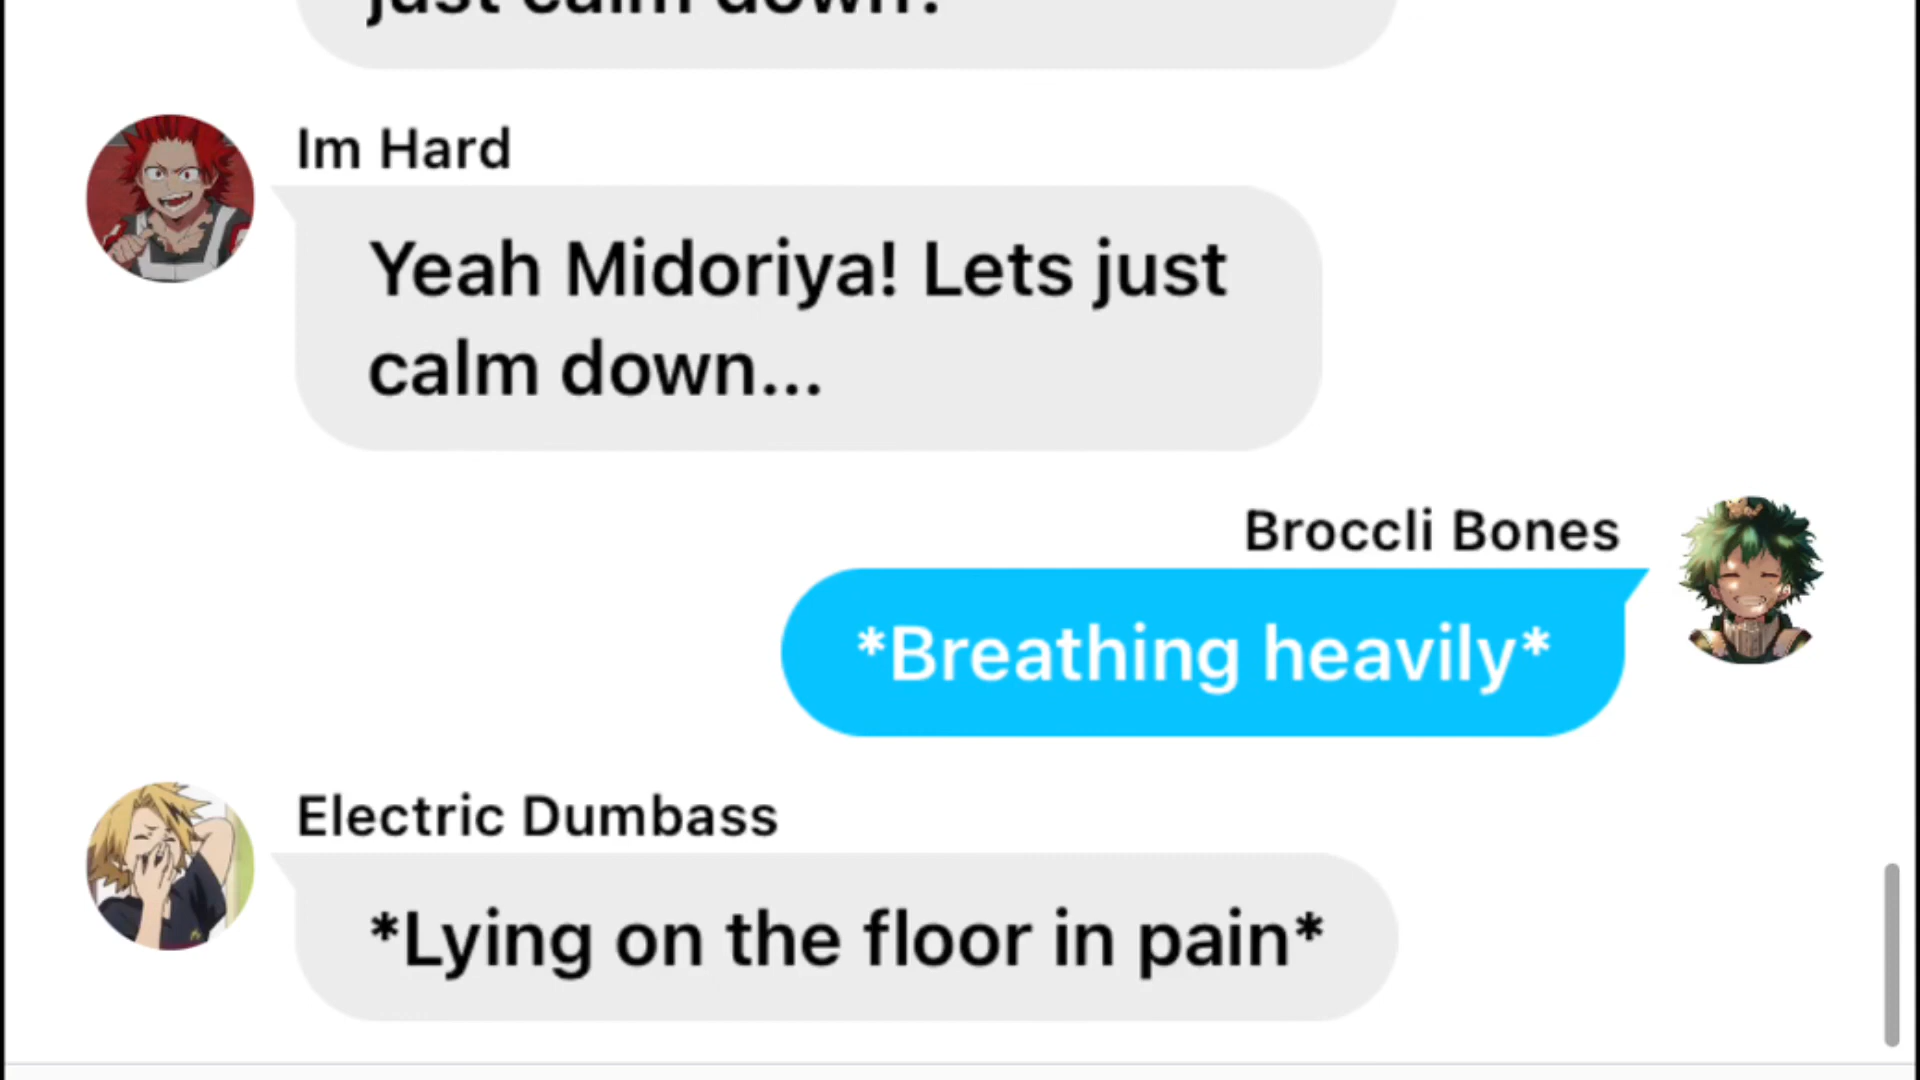 just calm down?
Im Hard
Yeah Midoriya! Lets just
calm down...
Broccli Bones
*Breathing heavily*
Electric Dumbass
*Lying on the floor in pain*